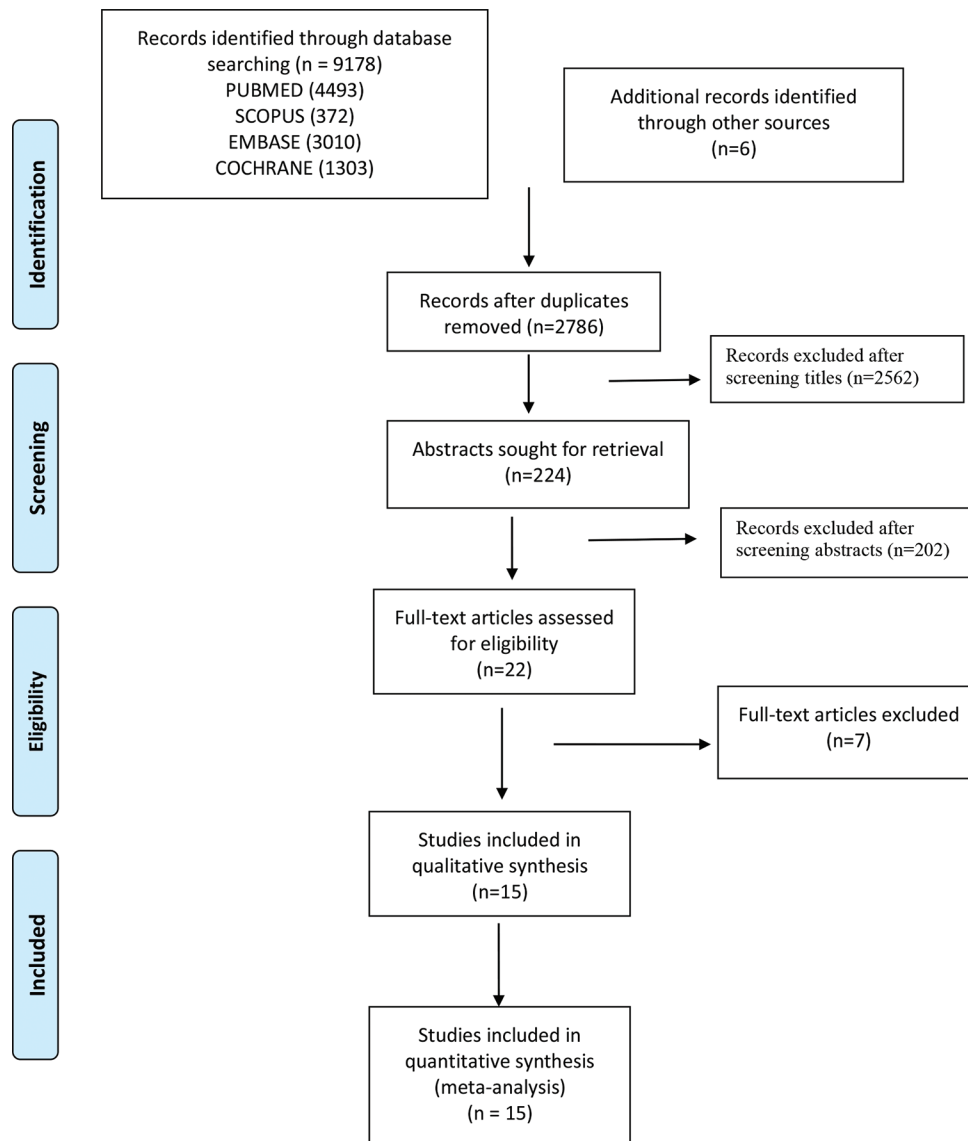 Records identified through database
searching (n = 9178)
PUBMED (4493)
SCOPUS (372)
EMBASE (3010)
COCHRANE (1303)
Additional records identified
through other sources
(n=6)
Identification
Records after duplicates
removed (n=2786)
Records excluded after
screening titles (n=2562)
Screening
Abstracts sought for retrieval
(n=224)
Records excluded after
screening abstracts (n=202)
Full-text articles assessed
for eligibility
(n=22)
Eligibility
Full-text articles excluded
(n=7)
Studies included in
qualitative synthesis
(n=15)
Included
Studies included in
quantitative synthesis
(meta-analysis)
(n = 15)